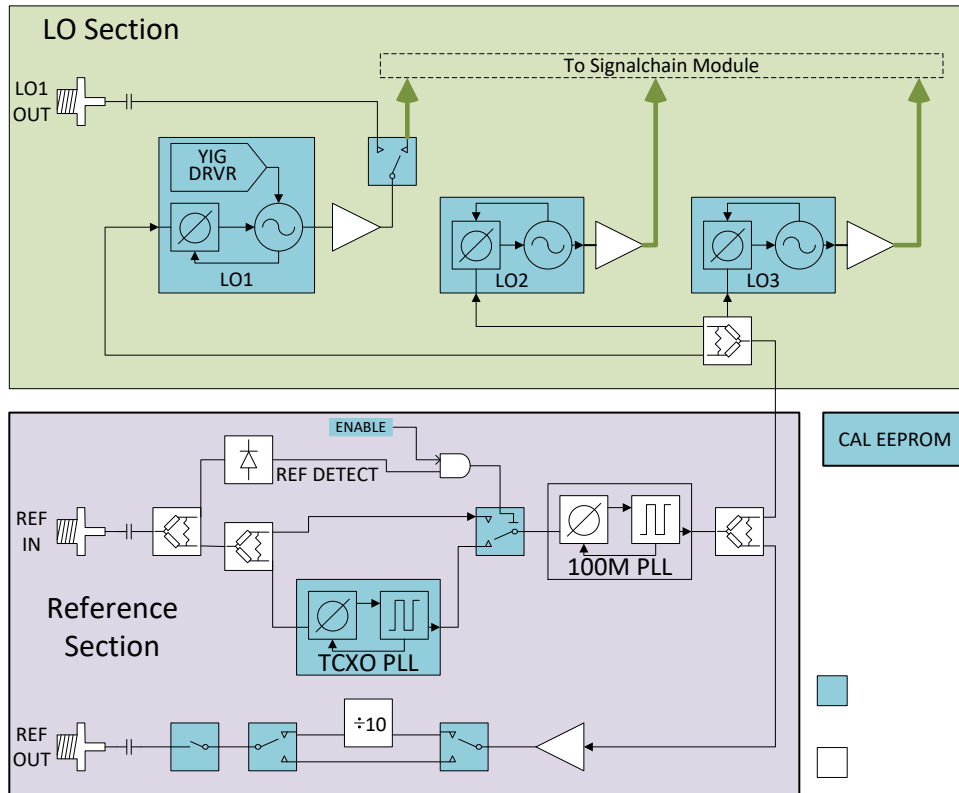 LO Section
To Signalchain Module
LO1
OUT
YIG
DRVR
LO1
LO2
LO3
ENABLE
CAL EEPROM
REF DETECT
REF
IN
100M PLL
Reference
Section
TCXO PLL
÷10
REF
OUT